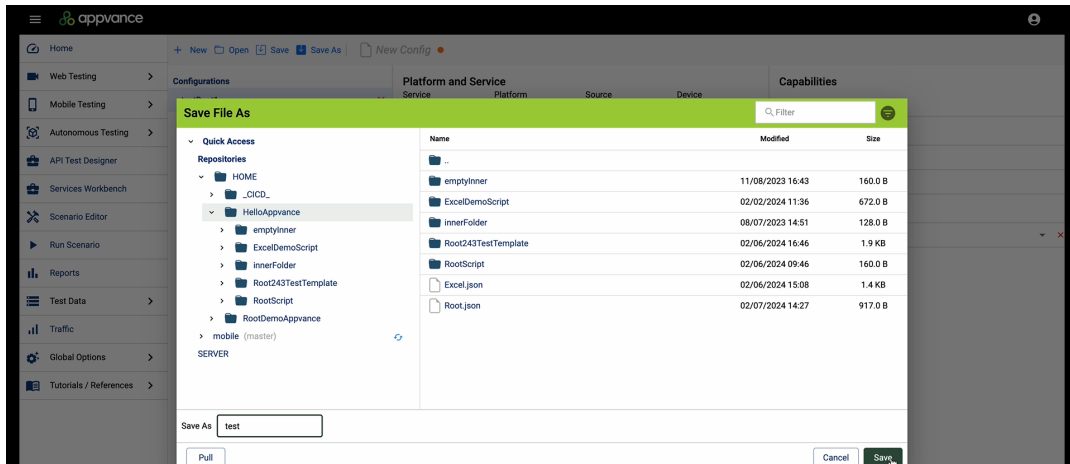 appvance
Home
Web Testing
Mobile Testing
Autonomous Testing
API Test Designer
Services Workbench
Scenario Editor
Run Scenario
Reports
Test Data
Traffic
Global Options
Tutorials / References
New Open Save Save As New Config
Configurations
Platform and Service
Capabilities
Service Platform Source Device
Save File As
Filter
Quick Access
Repositories
HOME
_CICD_
HelloAppvance
emptyInner
ExcelDemoScript
innerFolder
Root243TestTemplate
RootScript
RootDemoAppvance
mobile (master)
SERVER
Name Modified Size
..
emptyInner 11/08/2023 16:43 160.0 B
ExcelDemoScript 02/02/2024 11:36 672.0 B
innerFolder 08/07/2023 14:51 128.0 B
Root243TestTemplate 02/06/2024 16:46 1.9 KB
RootScript 02/06/2024 09:46 160.0 B
Excel.json 02/06/2024 15:08 1.4 KB
Root.json 02/07/2024 14:27 917.0 B
Save As test
Pull
Cancel Save